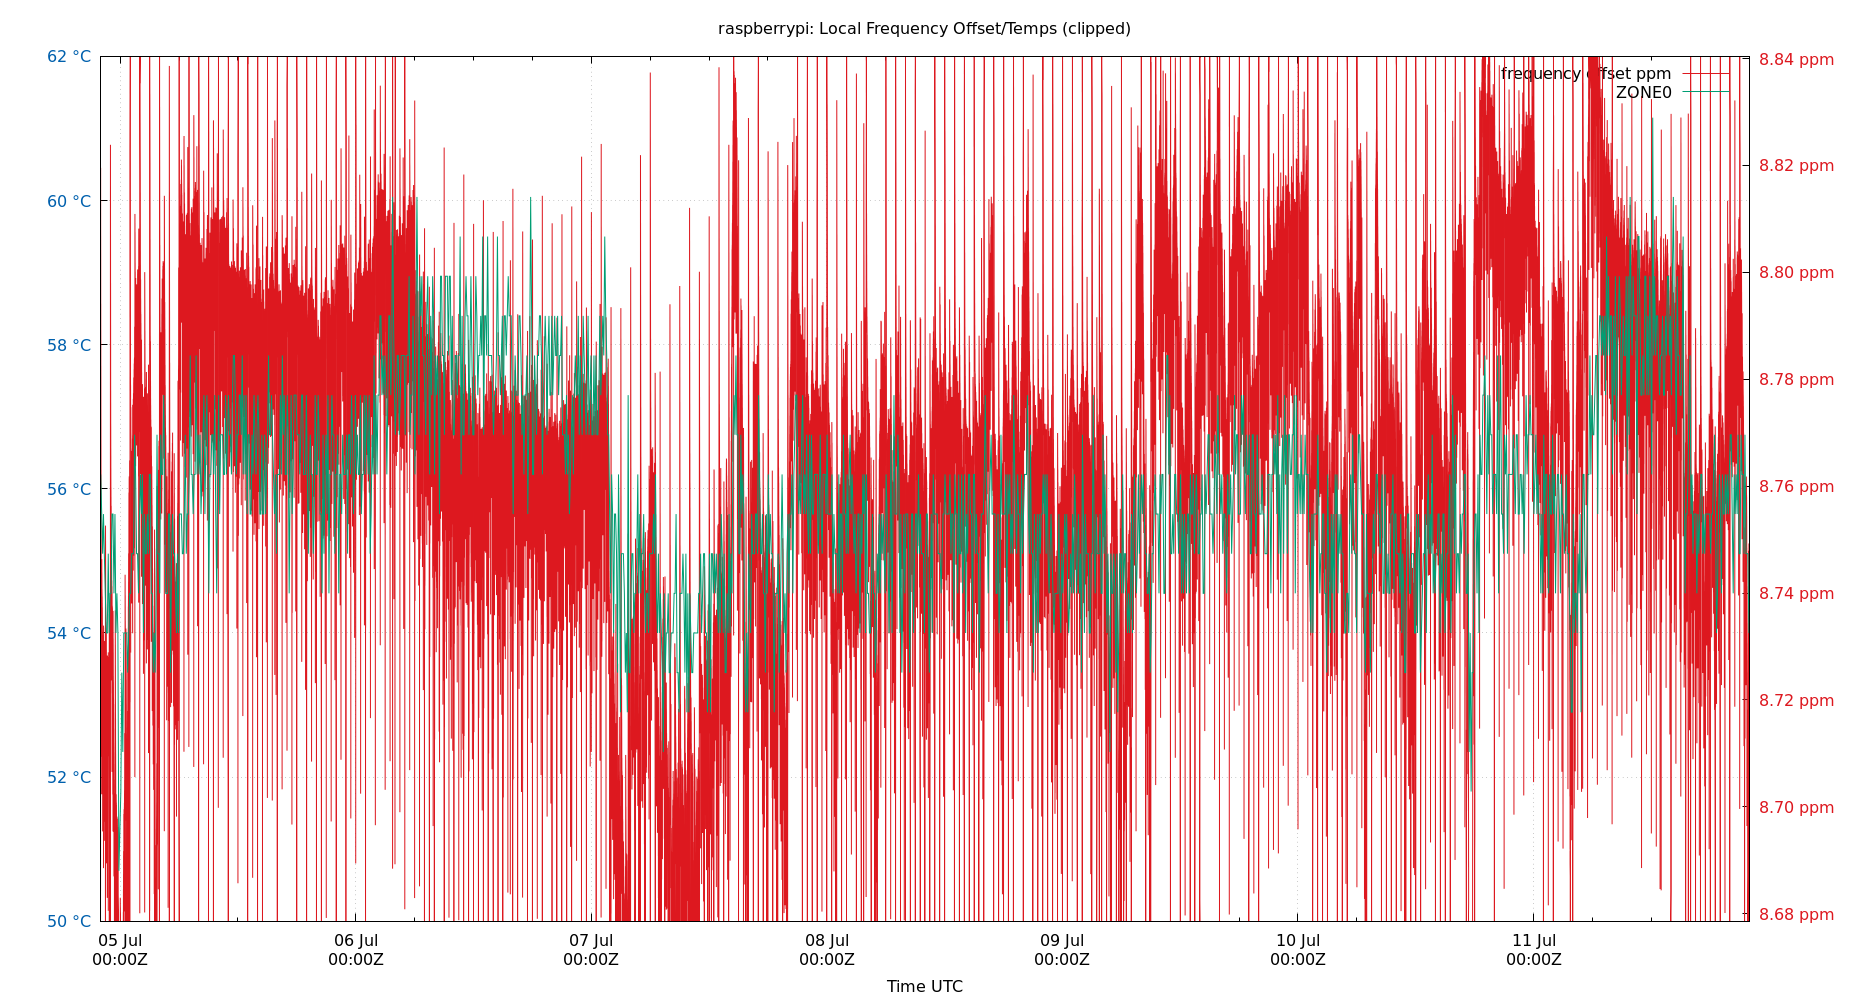 raspberrypi: Local Frequency Offset/Temps (clipped)
62 °C
60 °C
58 °C
56 °C
54 °C
52 °C
50 °C
8.84 ppm
8.82 ppm
8.80 ppm
8.78 ppm
8.76 ppm
8.74 ppm
8.72 ppm
8.70 ppm
8.68 ppm
frequency offset ppm
ZONE0
05 Jul
00:00Z
06 Jul
00:00Z
07 Jul
00:00Z
08 Jul
00:00Z
09 Jul
00:00Z
10 Jul
00:00Z
11 Jul
00:00Z
Time UTC